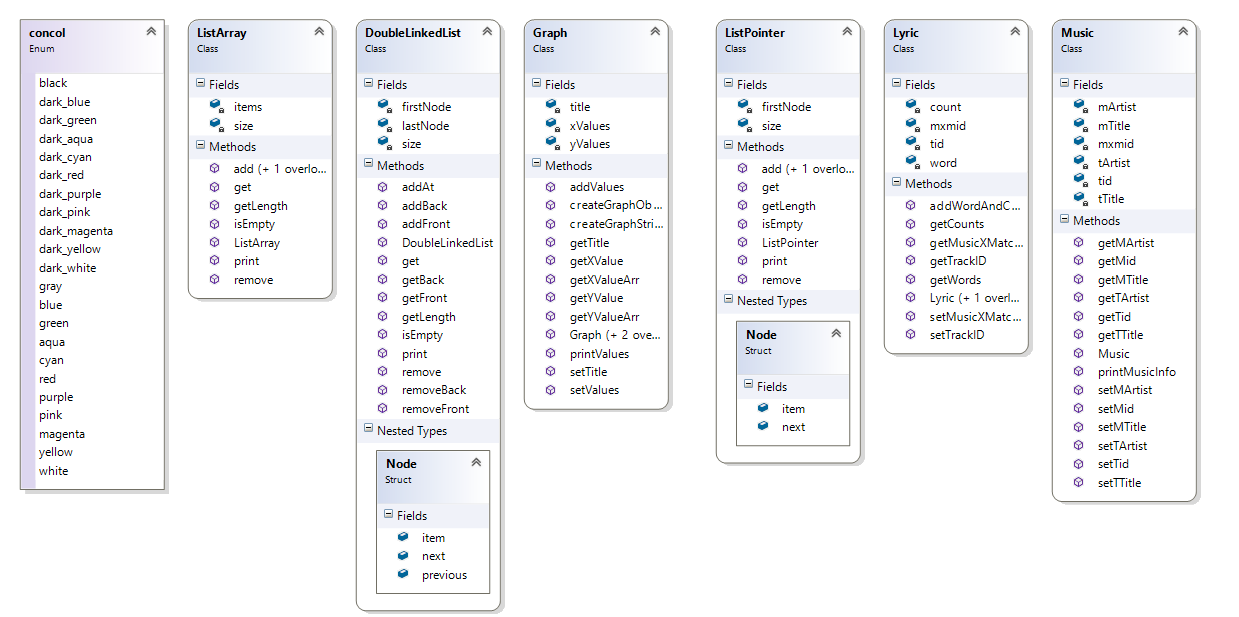 concol
Enum
black
dark_blue
dark_green
dark_aqua
dark_cyan
dark_red
dark_purple
dark_pink
dark_magenta
dark_yellow
dark_white
gray
blue
green
aqua
cyan
red
purple
pink
magenta
yellow
white
ListArray
Class
Fields
items
size
Methods
add (+ 1 overlo...
get
getLength
isEmpty
ListArray
print
remove
DoubleLinkedList
Class
Fields
firstNode
lastNode
size
Methods
addAt
addBack
addFront
DoubleLinkedList
get
getBack
getFront
getLength
isEmpty
print
remove
removeBack
removeFront
Nested Types
Node
Struct
Fields
item
next
previous
Graph
Class
Fields
title
xValues
yValues
Methods
addValues
createGraphOb...
createGraphStri...
getTitle
getXValue
getXValueArr
getYValue
getYValueArr
Graph (+ 2 ove...
printValues
setTitle
setValues
ListPointer
Class
Fields
firstNode
size
Methods
add (+ 1 overlo...
get
getLength
isEmpty
ListPointer
print
remove
Nested Types
Node
Struct
Fields
item
next
Lyric
Class
Fields
count
mxmid
tid
word
Methods
addWordAndC...
getCounts
getMusicXMatc...
getTrackID
getWords
Lyric (+ 1 overl...
setMusicXMatc...
setTrackID
Music
Class
Fields
mArtist
mTitle
mxmid
tArtist
tid
tTitle
Methods
getMArtist
getMid
getMTitle
getTArtist
getTid
getTTitle
Music
printMusicInfo
setMArtist
setMid
setMTitle
setTArtist
setTid
setTTitle